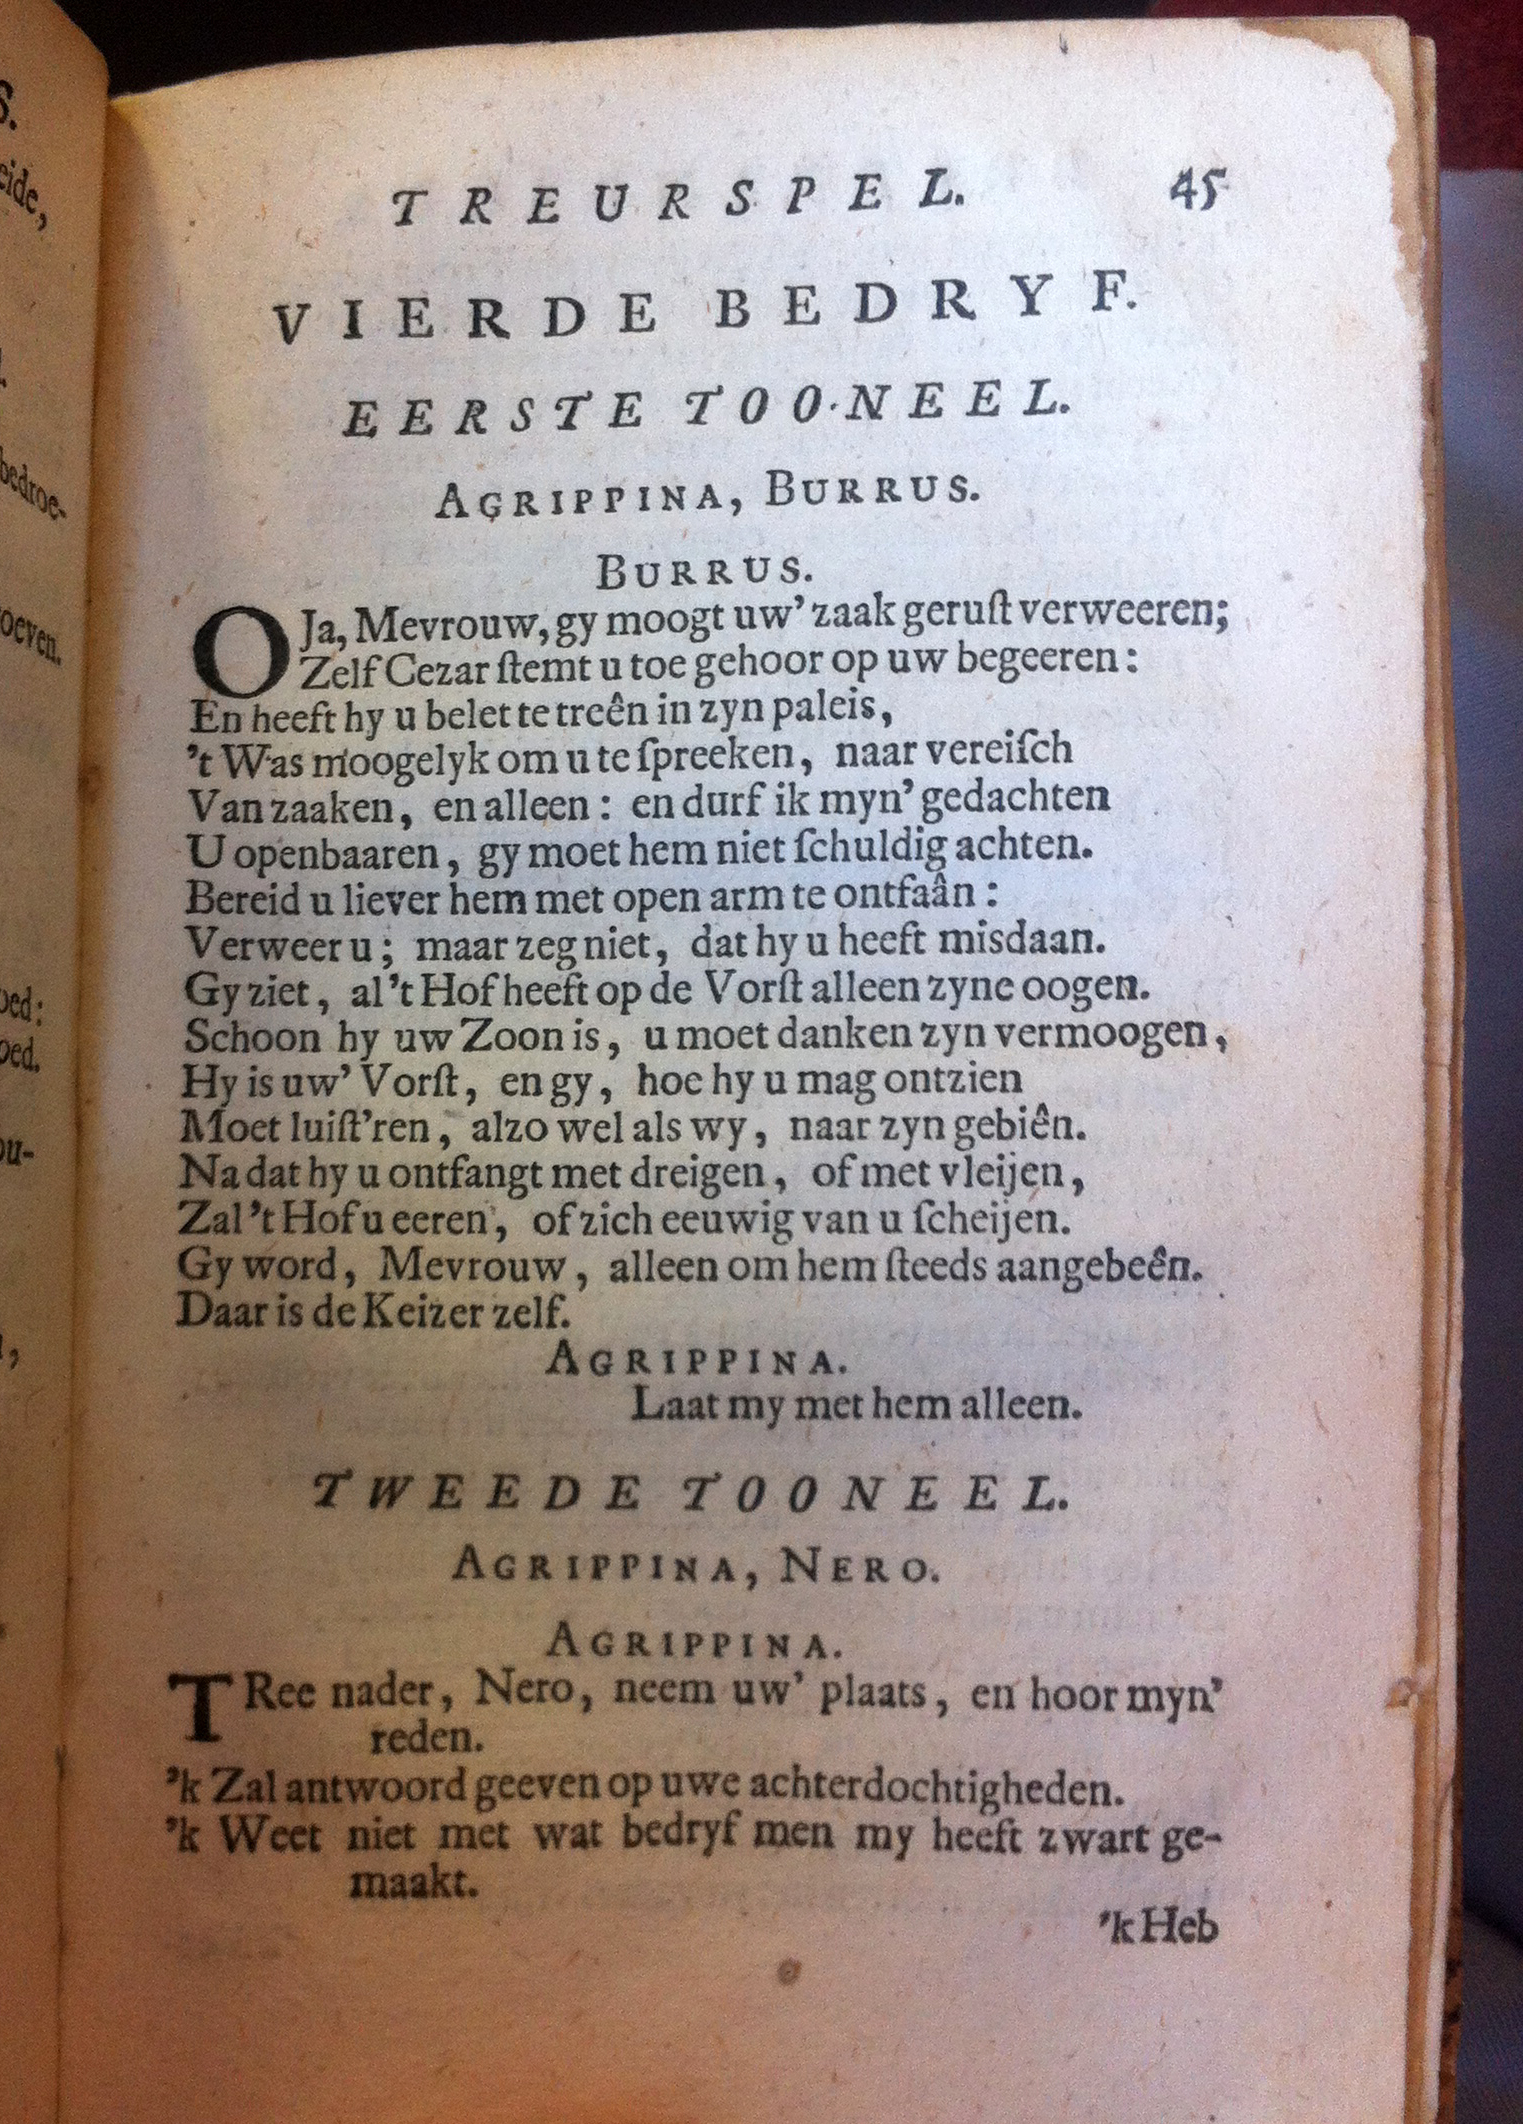 TREURSPEL. 45
VIERDE BEDRYF.
EERSTE TOONEEL.
AGRIPPINA, BURRUS.
BURRUS.
O Ja, Mevrouw, gy moogt uw’ zaak geruſt verweeren;
Zelf Cezar ſtemt u toe gehoor op uw begeeren:
En heeft hy u belet te treên in zyn paleis,
’t Was moogelyk om u te ſpreeken, naar vereiſch
Van zaaken, en alleen: en durf ik myn’ gedachten
U openbaaren, gy moet hem niet ſchuldig achten.
Bereid u liever hem met open arm te ontfaân:
Verweer u; maar zeg niet, dat hy u heeft misdaan.
Gy ziet, al ’t Hof heeft op de Vorſt alleen zyne oogen.
Schoon hy uw Zoon is, u moet danken zyn vermoogen,
Hy is uw’ Vorſt, en gy, hoe hy u mag ontzien
Moet luiſt’ren, alzo wel als wy, naar zyn gebiên.
Na dat hy u ontfangt met dreigen, of met vleijen,
Zal ’t Hof u eeren, of zich eeuwig van u ſcheijen.
Gy word, Mevrouw, alleen om hem ſteeds aangebeên.
Daar is de Keizer zelf.
AGRIPPINA.
Laat my met hem alleen.
TWEEDE TOONEEL.
AGRIPPINA, NERO.
AGRIPPINA.
TRee nader, Nero, neem uw’ plaats, en hoor myn’
reden.
’k Zal antwoord geeven op uwe achterdochtigheden.
’k Weet niet met wat bedryf men my heeft zwart ge-
maakt.
’k Heb